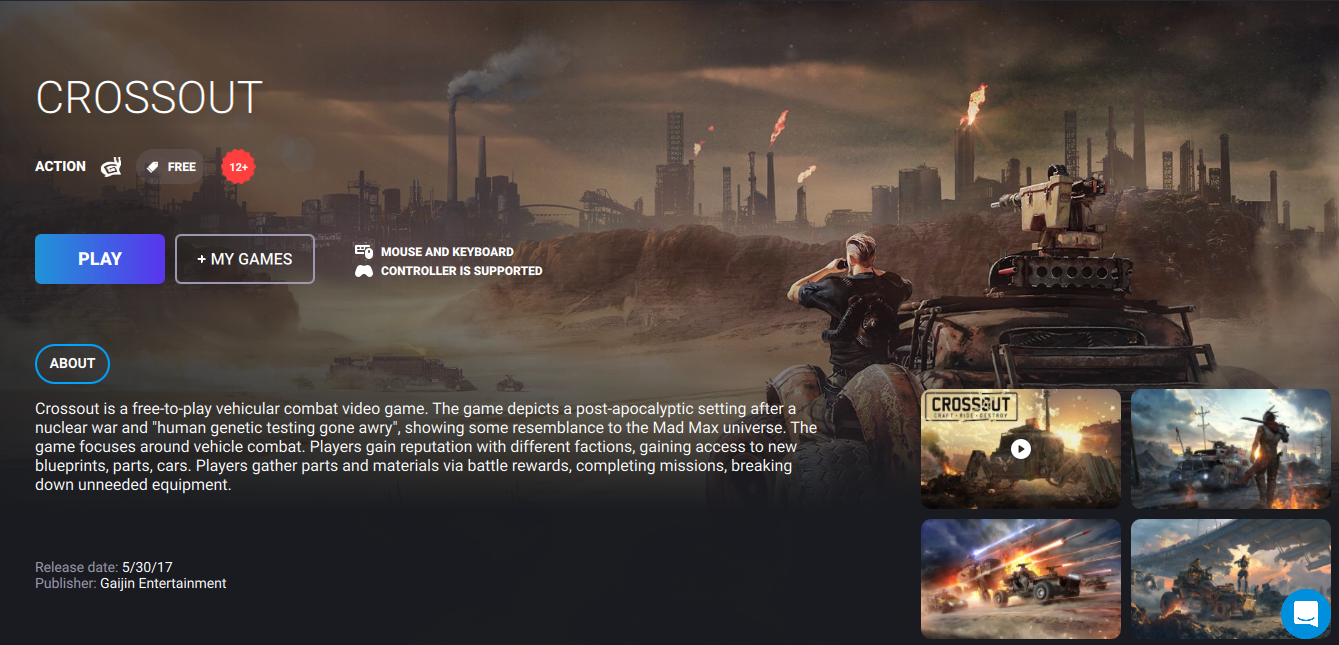 CROSSOUT
ACTION FREE 12+
PLAY + MY GAMES
MOUSE AND KEYBOARD
CONTROLLER IS SUPPORTED
ABOUT
Crossout is a free-to-play vehicular combat video game. The game depicts a post-apocalyptic setting after a
nuclear war and "human genetic testing gone awry", showing some resemblance to the Mad Max universe. The
game focuses around vehicle combat. Players gain reputation with different factions, gaining access to new
blueprints, parts, cars. Players gather parts and materials via battle rewards, completing missions, breaking
down unneeded equipment.
CROSSOUT
CRAFT · RIDE · DESTROY
Release date: 5/30/17
Publisher: Gaijin Entertainment